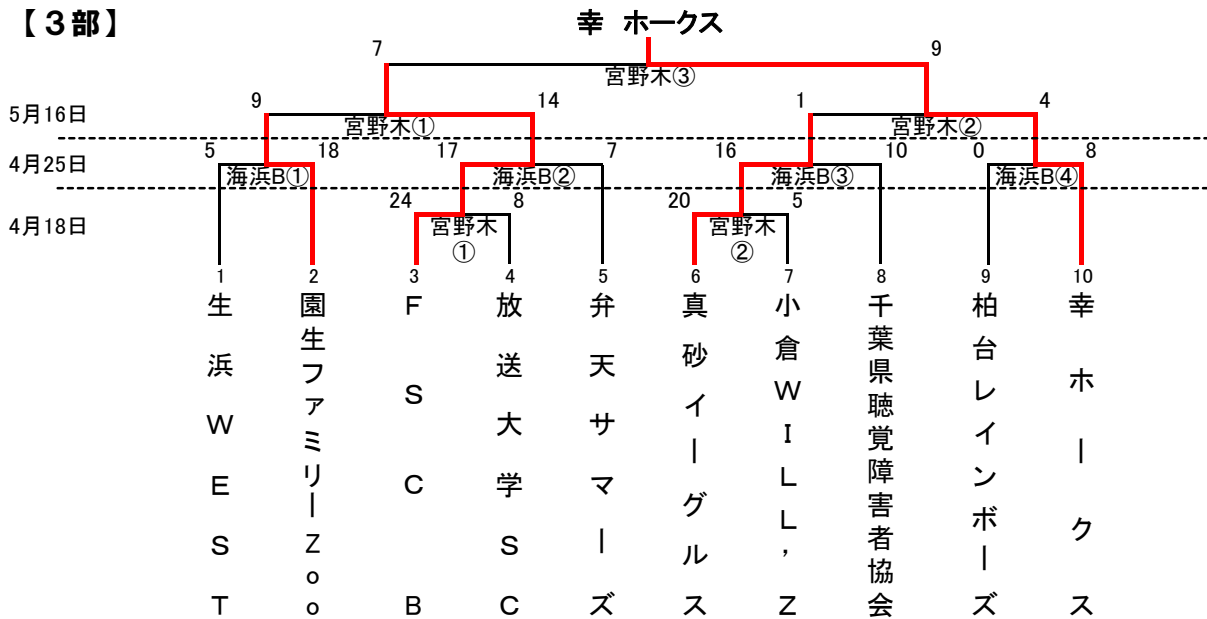 【３部】
幸 ホークス
7
9
宮野木③
9
14
1
4
5月16日
宮野木①
宮野木②
5
18
17
7
16
10
0
8
4月25日
海浜B①
海浜B②
海浜B③
海浜B④
24
8
20
5
4月18日
宮野木
①
宮野木
②
1
2
3
4
5
6
7
8
9
10
生浜ＷＥＳＴ
園生ファミリーＺｏｏ
ＦＳＣＢ
放送大学ＳＣ
弁天サマーズ
真砂イーグルス
小倉ＷＩＬＬ’Ｚ
千葉県聴覚障害者協会
柏台レインボーズ
幸ホークス